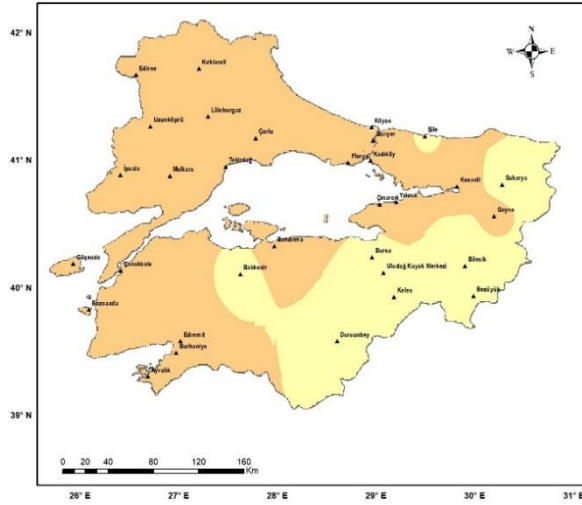 42° N
N
W E
S
Kırklareli
Edirne
Lüleburgaz
Uzunköprü
Kilyos
Şile
Çorlu
Sarıyer
41° N
İpsala
Malkara
Tekirdağ
Florya
Kadıköy
Kocaeli
Sakarya
Çınarcık
Yalova
Geyve
Bandırma
Bursa
Gökçeada
Çanakkale
Balıkesir
Uludağ Kayak Merkezi
Bilecik
40° N
Bozcaada
Keles
Bozüyük
Edremit
Burhaniye
Dursunbey
Ayvalık
39° N
0 20 40 80 120 160
Km
26° E 27° E 28° E 29° E 30° E 31° E